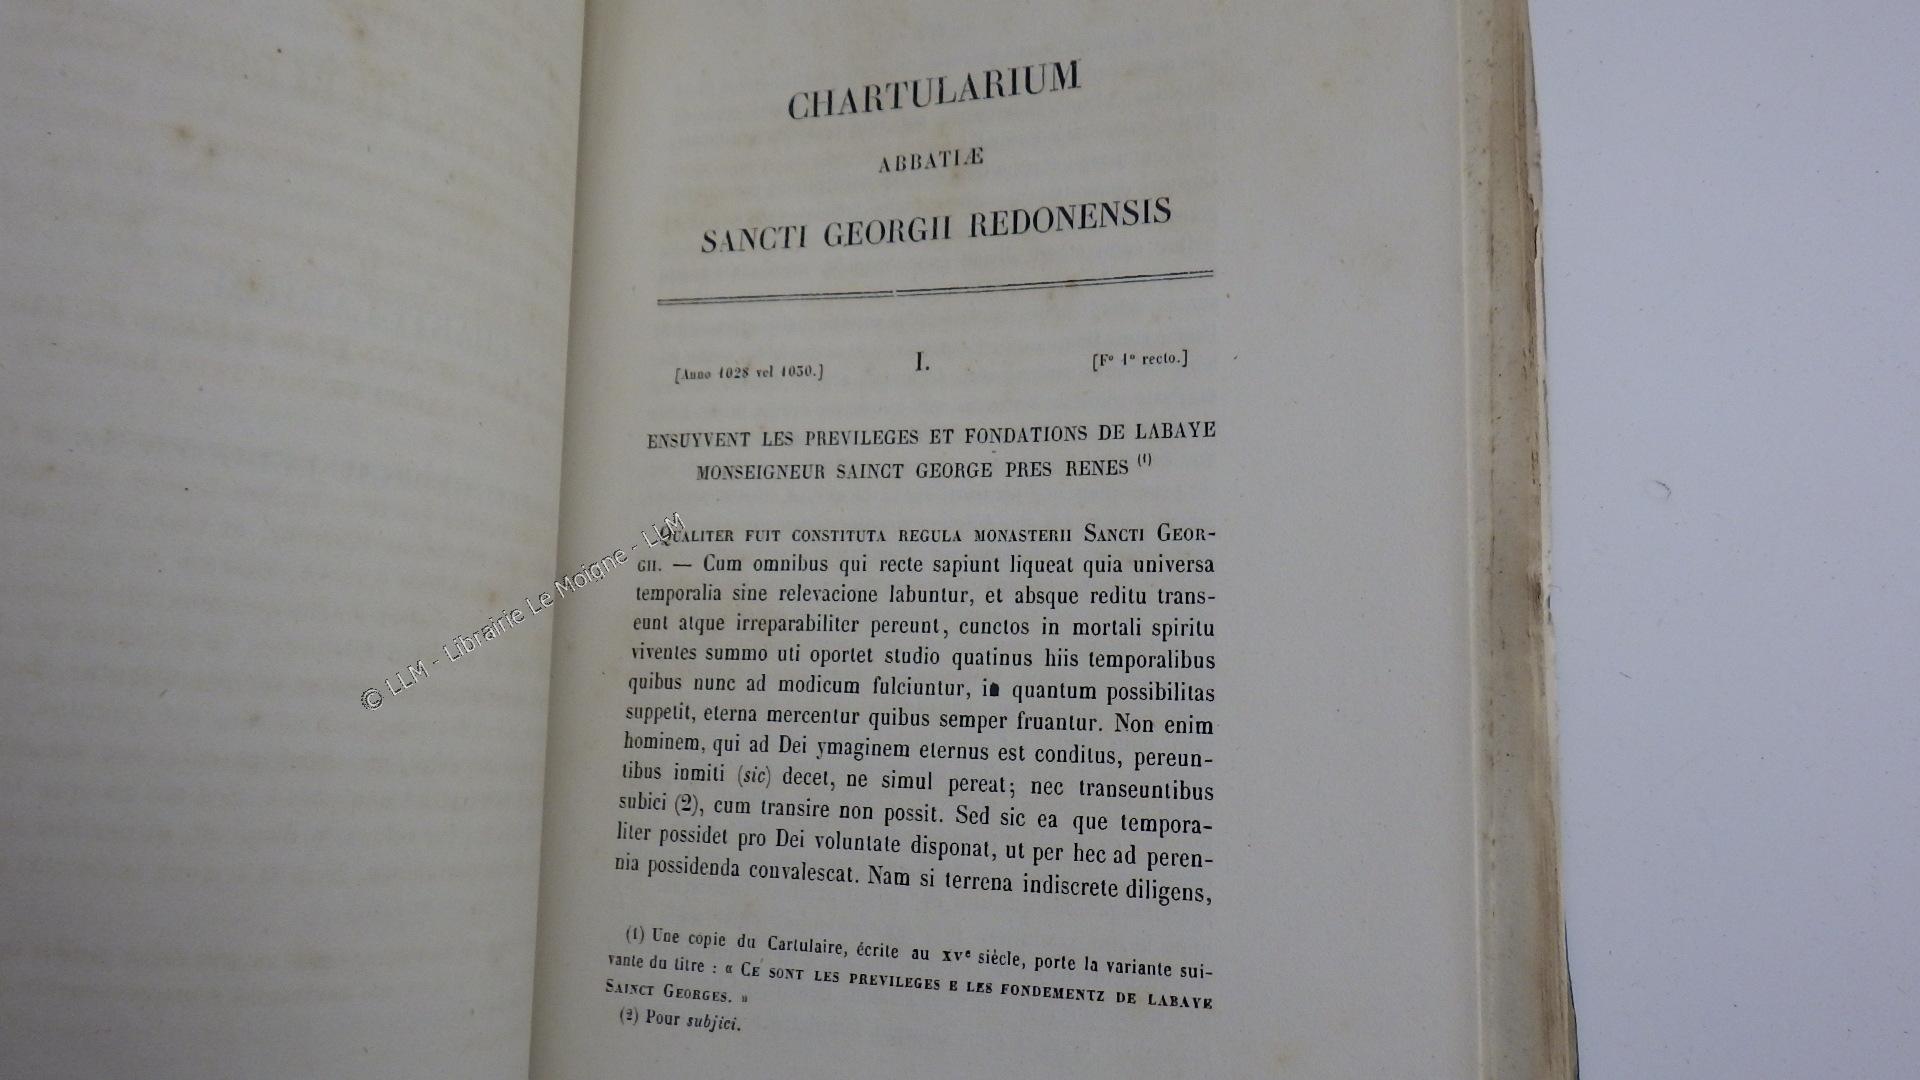 CHARTULARIUM
ABBATIÆ
SANCTI GEORGII REDONENSIS
[Anno 1028 vel 1030.] I. [F° 1° recto.]
ENSUYVENT LES PREVILEGES ET FONDATIONS DE LABAYE
MONSEIGNEUR SAINCT GEORGE PRES RENES (1)
QUALITER FUIT CONSTITUTA REGULA MONASTERII SANCTI GEOR-
GII. — Cum omnibus qui recte sapiunt liqueat quia universa
temporalia sine relevacione labuntur, et absque reditu trans-
eunt atque irreparabiliter pereunt, cunctos in mortali spiritu
viventes summo uti oportet studio quatinus hiis temporalibus
quibus nunc ad modicum fulciuntur, in quantum possibilitas
suppetit, eterna mercentur quibus semper fruantur. Non enim
hominem, qui ad Dei ymaginem eternus est conditus, pereun-
tibus inmiti (sic) decet, ne simul pereat; nec transeuntibus
subici (2), cum transire non possit. Sed sic ea que tempora-
liter possidet pro Dei voluntate disponat, ut per hec ad peren-
nia possidenda convalescat. Nam si terrena indiscrete diligens,
(1) Une copie du Cartulaire, écrite au XVe siècle, porte la variante sui-
vante du titre : « CE SONT LES PREVILEGES E LES FONDEMENTZ DE LABAYE
SAINCT GEORGES. »
(2) Pour subjici.
© LLM - Librairie Le Moigne - LLM